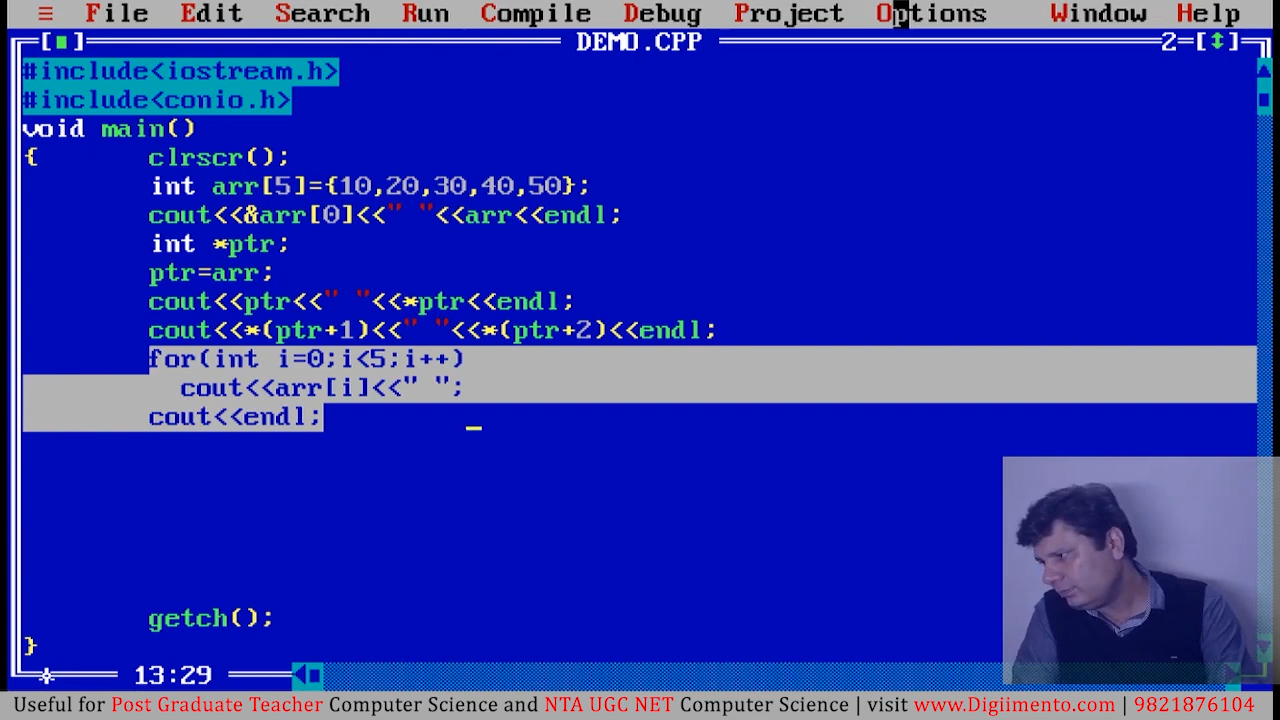 ≡ File Edit Search Run Compile Debug Project Options Window Help
[■] DEMO.CPP 2=[↕]
#include<iostream.h>
#include<conio.h>
void main()
{ clrscr();
int arr[5]={10,20,30,40,50};
cout<<&arr[0]<<" "<<arr<<endl;
int *ptr;
ptr=arr;
cout<<ptr<<" "<<*ptr<<endl;
cout<<*(ptr+1)<<" "<<*(ptr+2)<<endl;
for(int i=0;i<5;i++)
cout<<arr[i]<<" ";
cout<<endl;
getch();
}
13:29
Useful for Post Graduate Teacher Computer Science and NTA UGC NET Computer Science | visit www.Digiimento.com | 9821876104